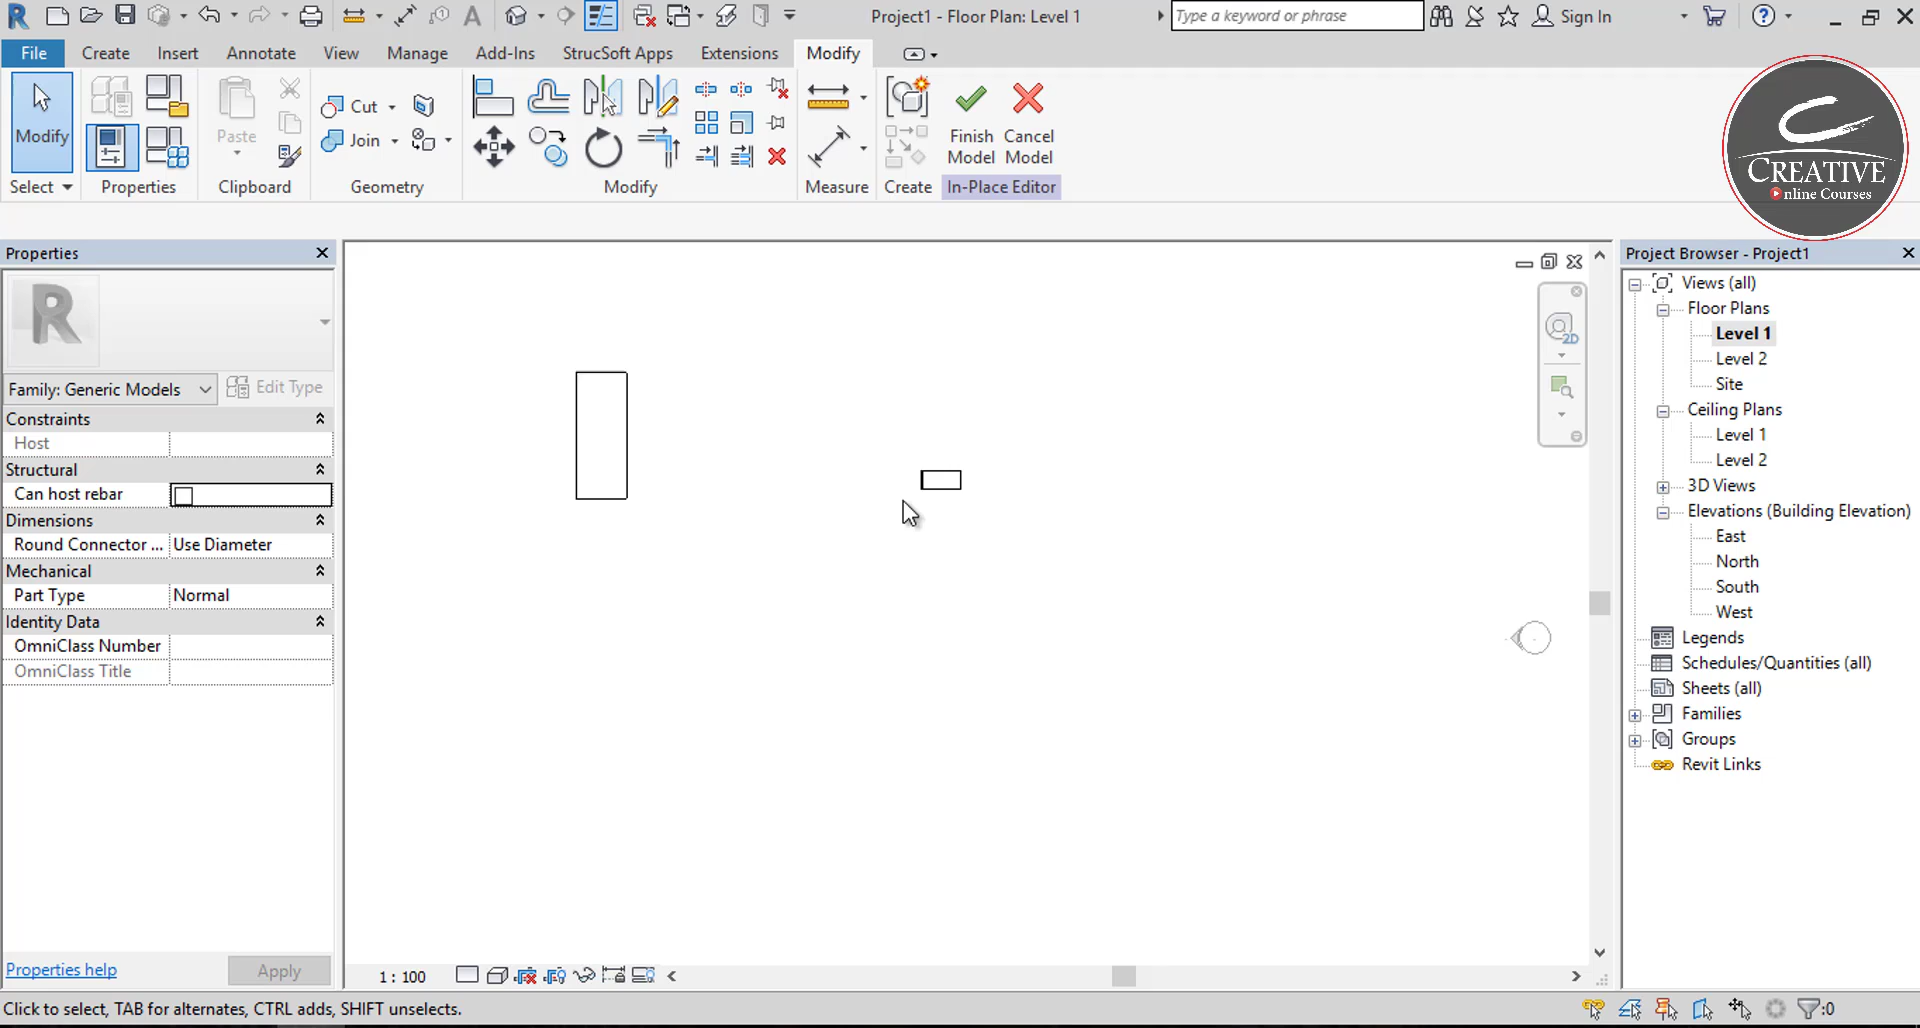 Project1 - Floor Plan: Level 1
Type a keyword or phrase
Sign In
File
Create
Insert
Annotate
View
Manage
Add-Ins
StrucSoft Apps
Extensions
Modify
Modify
Paste
Cut
Join
Finish
Model
Cancel
Model
Select
Properties
Clipboard
Geometry
Modify
Measure
Create
In-Place Editor
CREATIVE
nline Courses
Properties
R
Family: Generic Models
Edit Type
Constraints
Host
Structural
Can host rebar
Dimensions
Round Connector ... Use Diameter
Mechanical
Part Type Normal
Identity Data
OmniClass Number
OmniClass Title
Properties help
Apply
2D
1 : 100
Project Browser - Project1
Views (all)
Floor Plans
Level 1
Level 2
Site
Ceiling Plans
Level 1
Level 2
3D Views
Elevations (Building Elevation)
East
North
South
West
Legends
Schedules/Quantities (all)
Sheets (all)
Families
Groups
Revit Links
Click to select, TAB for alternates, CTRL adds, SHIFT unselects.
:0